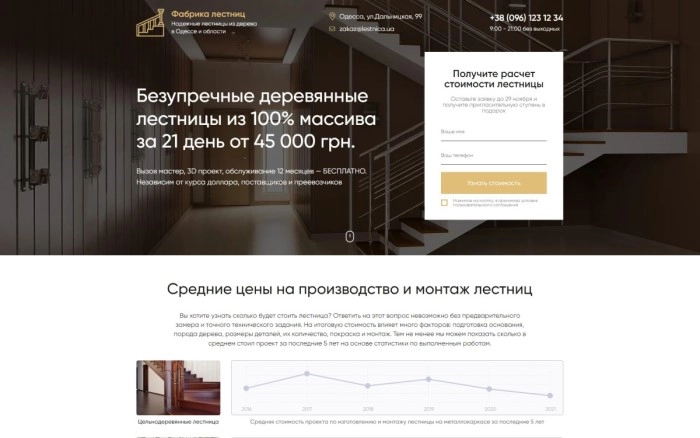 Фабрика лестниц
Надежные лестницы из дерева
в Одессе и области
Одесса, ул.Дальницкая, 99
zakaz@lestnica.ua
+38 (096) 123 12 34
9:00 - 21:00 без выходных
Безупречные деревянные
лестницы из 100% массива
за 21 день от 45 000 грн.
Вызов мастер, 3D проект, обслуживание 12 месяцев — БЕСПЛАТНО.
Независим от курса доллара, поставщиков и преевозчиков
Получите расчет
стоимости лестницы
Оставьте заявку до 29 ноября и
получите пригласительную ступень в
подарок
Ваше имя
Ваш телефон
Узнать стоимость
Нажимая на кнопку, я принимаю условия
пользовательского соглашения
Средние цены на производство и монтаж лестниц
Вы хотите узнать сколько будет стоить лестница? Ответить на этот вопрос невозможно без предварительного
замера и точного технического задания. На итоговую стоимость влияет много факторов: подготовка основания,
порода дерева, размеры деталей, их количество, покраска и монтаж. Тем не менее мы можем показать сколько в
среднем стоит проект за последние 5 лет на основе статистики по выполненным работам.
2016 2017 2018 2019 2020 2021
Цельнодеревянные лестница
Средняя стоимость проекта по изготовлению и монтажу лестницы на металлокаркасе за последние 5 лет